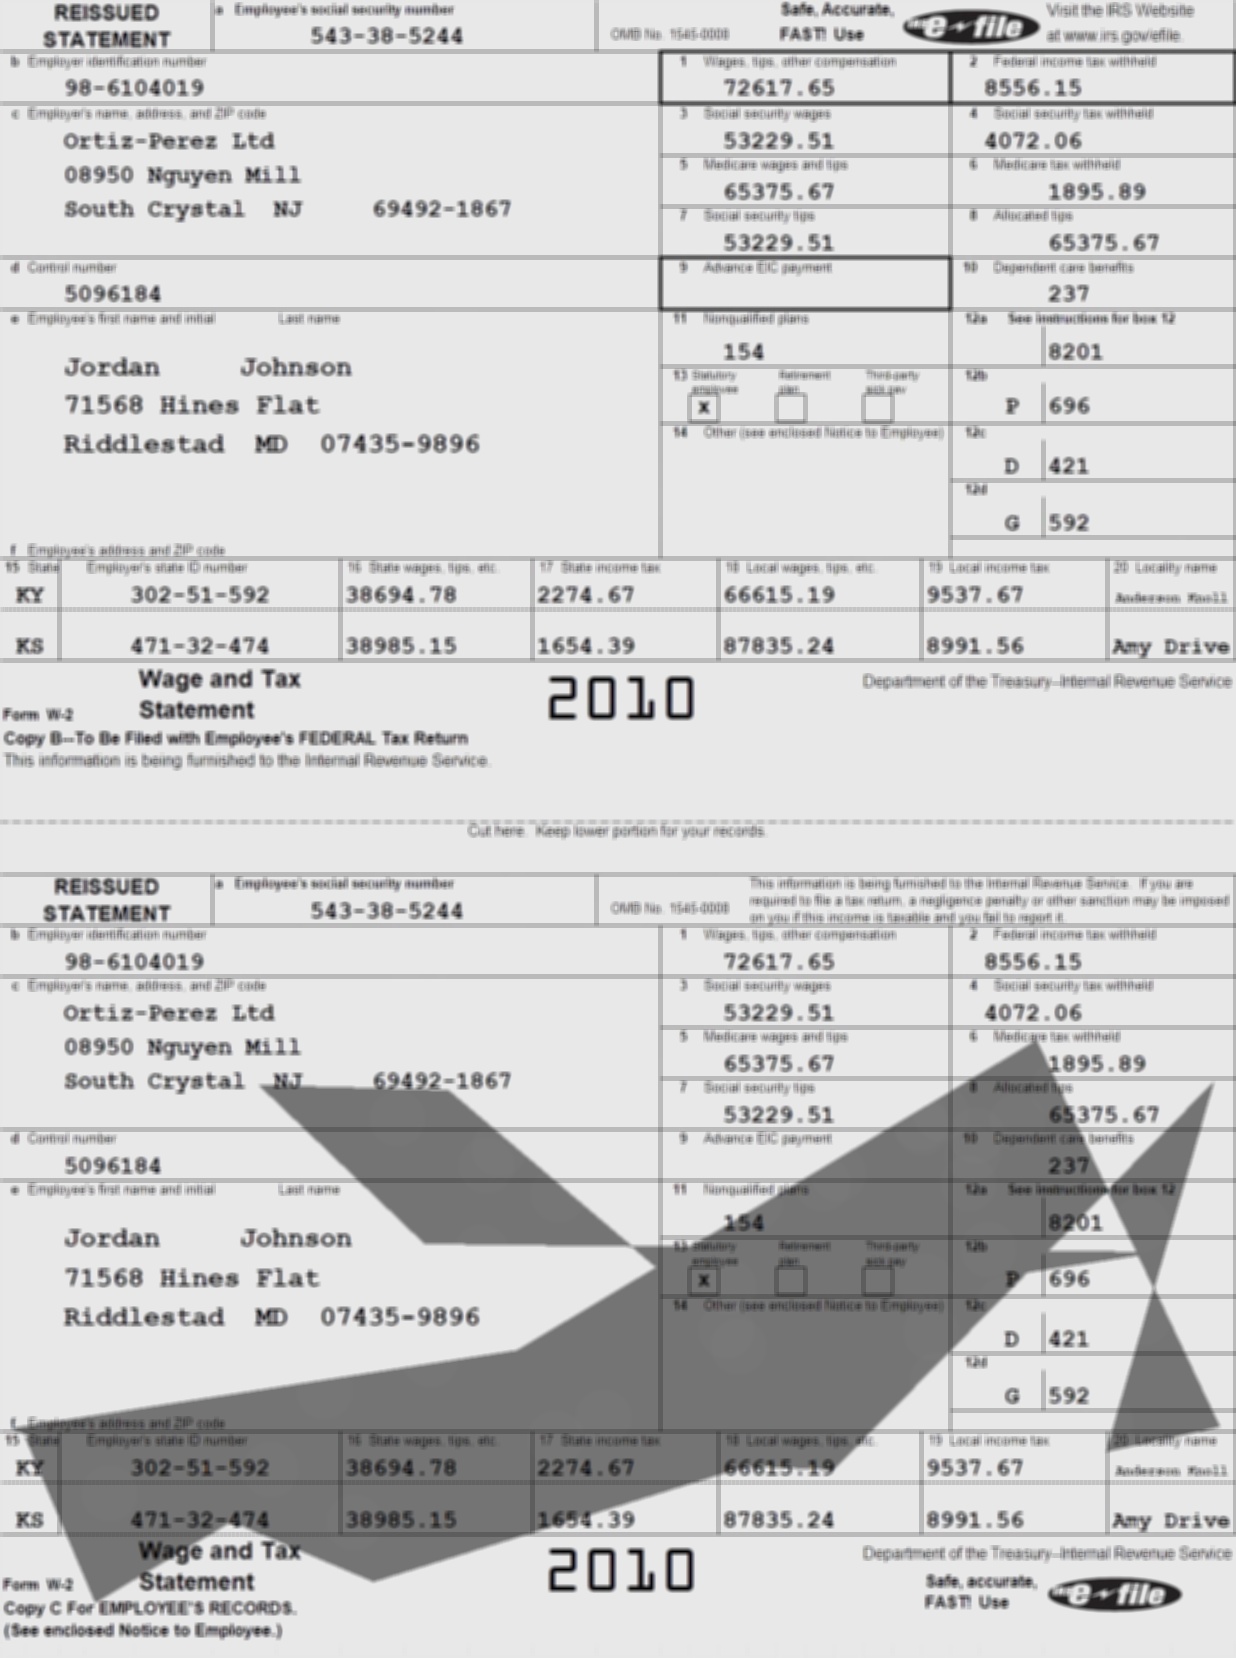 REISSUED STATEMENT
a Employee's social security number
543-38-5244
OMB No. 1545-0008
Safe, Accurate, FAST! Use
e file
Visit the IRS Website at www.irs.gov/efile.
b Employer identification number
98-6104019
1 Wages, tips, other compensation
72617.65
2 Federal income tax withheld
8556.15
c Employer's name, address, and ZIP code
Ortiz-Perez Ltd
08950 Nguyen Mill
South Crystal NJ 69492-1867
3 Social security wages
53229.51
4 Social security tax withheld
4072.06
5 Medicare wages and tips
65375.67
6 Medicare tax withheld
1895.89
7 Social security tips
53229.51
8 Allocated tips
65375.67
d Control number
5096184
9 Advance EIC payment
10 Dependent care benefits
237
e Employee's first name and initial Last name
Jordan Johnson
71568 Hines Flat
Riddlestad MD 07435-9896
11 Nonqualified plans
154
12a See instructions for box 12
8201
13 Statutory employee Retirement plan Third-party sick pay
X
12b
P 696
14 Other (see enclosed Notice to Employee)
12c
D 421
12d
G 592
f Employee's address and ZIP code
15 State Employer's state ID number 16 State wages, tips, etc. 17 State income tax 18 Local wages, tips, etc. 19 Local income tax 20 Locality name
KY 302-51-592 38694.78 2274.67 66615.19 9537.67 Anderson Knoll
KS 471-32-474 38985.15 1654.39 87835.24 8991.56 Amy Drive
Form W-2 Wage and Tax Statement
2010
Department of the Treasury--Internal Revenue Service
Copy B--To Be Filed with Employee's FEDERAL Tax Return
This information is being furnished to the Internal Revenue Service.
Cut here. Keep lower portion for your records.
REISSUED STATEMENT
a Employee's social security number
543-38-5244
OMB No. 1545-0008
This information is being furnished to the Internal Revenue Service. If you are
required to file a tax return, a negligence penalty or other sanction may be imposed
on you if this income is taxable and you fail to report it.
b Employer identification number
98-6104019
1 Wages, tips, other compensation
72617.65
2 Federal income tax withheld
8556.15
c Employer's name, address, and ZIP code
Ortiz-Perez Ltd
08950 Nguyen Mill
South Crystal NJ 69492-1867
3 Social security wages
53229.51
4 Social security tax withheld
4072.06
5 Medicare wages and tips
65375.67
6 Medicare tax withheld
1895.89
7 Social security tips
53229.51
8 Allocated tips
65375.67
d Control number
5096184
9 Advance EIC payment
10 Dependent care benefits
237
e Employee's first name and initial Last name
Jordan Johnson
71568 Hines Flat
Riddlestad MD 07435-9896
11 Nonqualified plans
154
12a See instructions for box 12
8201
13 Statutory employee Retirement plan Third-party sick pay
X
12b
P 696
14 Other (see enclosed Notice to Employee)
12c
D 421
12d
G 592
f Employee's address and ZIP code
15 State Employer's state ID number 16 State wages, tips, etc. 17 State income tax 18 Local wages, tips, etc. 19 Local income tax 20 Locality name
KY 302-51-592 38694.78 2274.67 66615.19 9537.67 Anderson Knoll
KS 471-32-474 38985.15 1654.39 87835.24 8991.56 Amy Drive
Form W-2 Wage and Tax Statement
2010
Department of the Treasury--Internal Revenue Service
Copy C For EMPLOYEE'S RECORDS.
(See enclosed Notice to Employee.)
Safe, accurate, FAST! Use
e file